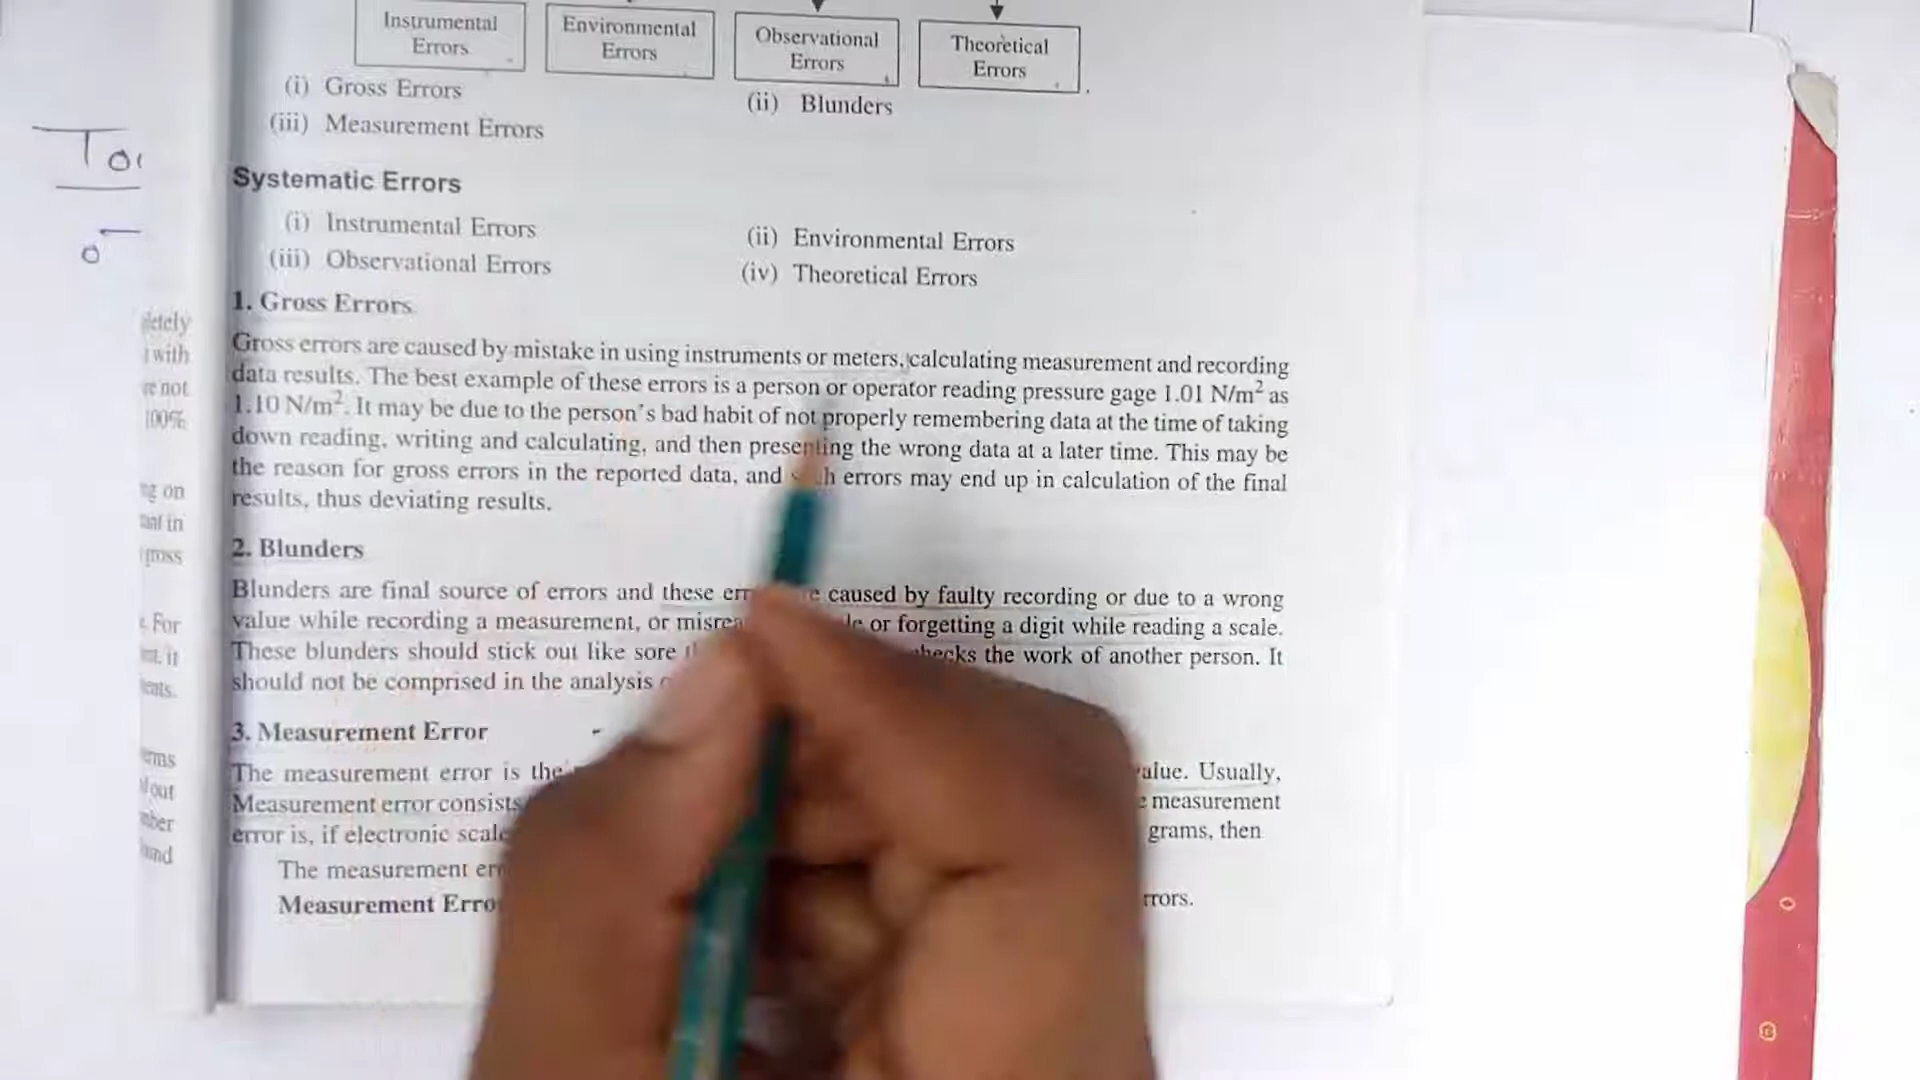 Instrumental Errors
Environmental Errors
Observational Errors
Theoretical Errors
(i) Gross Errors
(ii) Blunders
(iii) Measurement Errors
Systematic Errors
(i) Instrumental Errors
(ii) Environmental Errors
(iii) Observational Errors
(iv) Theoretical Errors
1. Gross Errors
Gross errors are caused by mistake in using instruments or meters, calculating measurement and recording
data results. The best example of these errors is a person or operator reading pressure gage 1.01 N/m² as
1.10 N/m². It may be due to the person's bad habit of not properly remembering data at the time of taking
down reading, writing and calculating, and then presenting the wrong data at a later time. This may be
the reason for gross errors in the reported data, and errors may end up in calculation of the final
results, thus deviating results.
2. Blunders
Blunders are final source of errors and these caused by faulty recording or due to a wrong
value while recording a measurement, or or forgetting a digit while reading a scale.
These blunders should stick out like sore the work of another person. It
should not be comprised in the analysis
3. Measurement Error
The measurement error is the Usually,
Measurement error consists measurement
error is, if electronic grams, then
The measurement
Measurement
with
not
100%
on
in
For
it
out